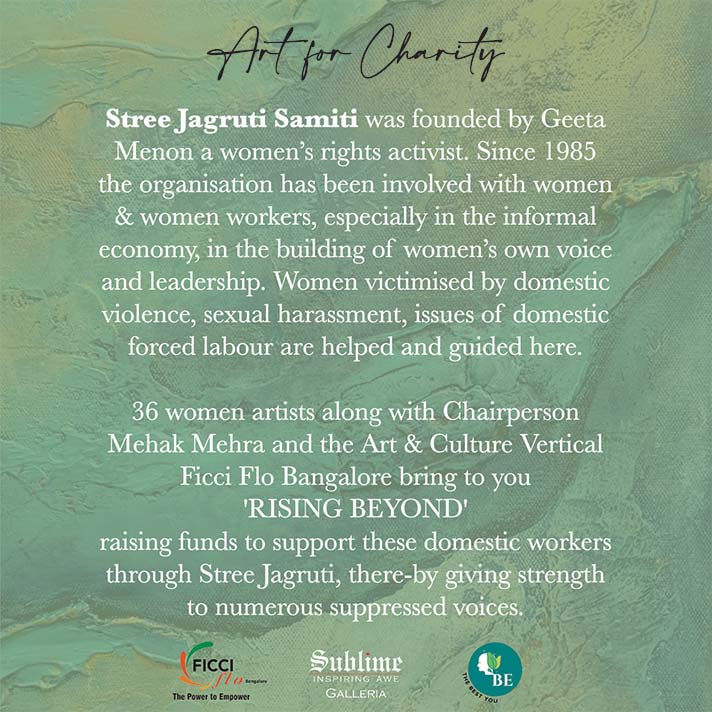 Art for Charity
Stree Jagruti Samiti was founded by Geeta
Menon a women's rights activist. Since 1985
the organisation has been involved with women
& women workers, especially in the informal
economy, in the building of women's own voice
and leadership. Women victimised by domestic
violence, sexual harassment, issues of domestic
forced labour are helped and guided here.
36 women artists along with Chairperson
Mehak Mehra and the Art & Culture Vertical
Ficci Flo Bangalore bring to you
'RISING BEYOND'
raising funds to support these domestic workers
through Stree Jagruti, there-by giving strength
to numerous suppressed voices.
FICCI
flo Bangalore
The Power to Empower
Sublime
INSPIRING AWE
GALLERIA
BE
THE BEST YOU